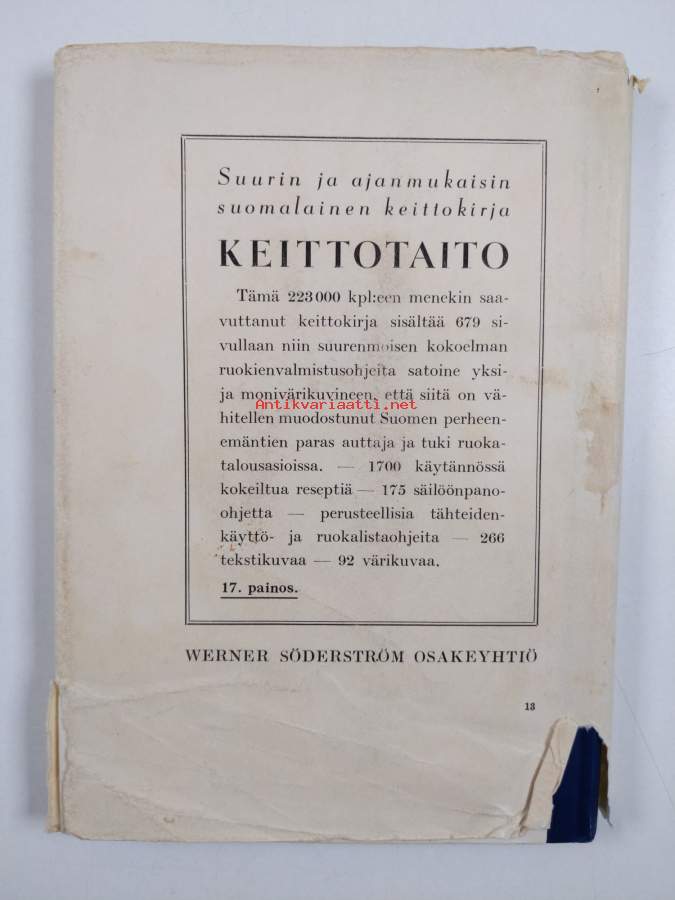 Suurin ja ajanmukaisin
suomalainen keittokirja
KEITTOTAITO
Tämä 223000 kpl:een menekin saa-
vuttanut keittokirja sisältää 679 si-
vullaan niin suurenmoisen kokoelman
ruokienvalmistusohjeita satoine yksi-
ja monivärikuvineen, että siitä on vä-
Antikvariaatti.net
hitellen muodostunut Suomen perheen-
emäntien paras auttaja ja tuki ruoka-
talousasioissa. — 1700 käytännössä
kokeiltua reseptiä — 175 säilöönpano-
ohjetta — perusteellisia tähteiden-
käyttö- ja ruokalistaohjeita — 266
tekstikuvaa — 92 värikuvaa.
17. painos.
WERNER SÖDERSTRÖM OSAKEYHTIÖ
13